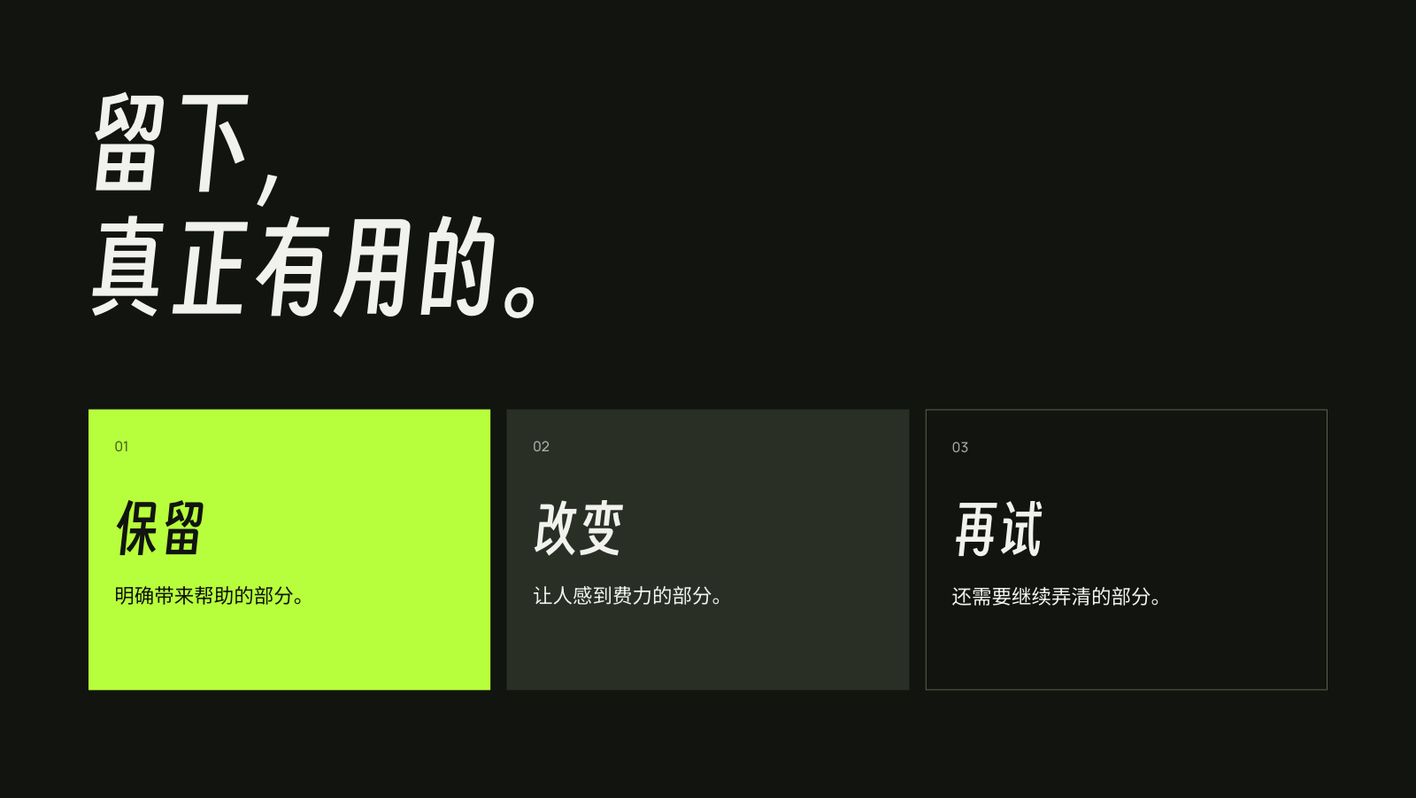 留下，
真正有用的。
01
保留
明确带来帮助的部分。
02
改变
让人感到费力的部分。
03
再试
还需要继续弄清的部分。